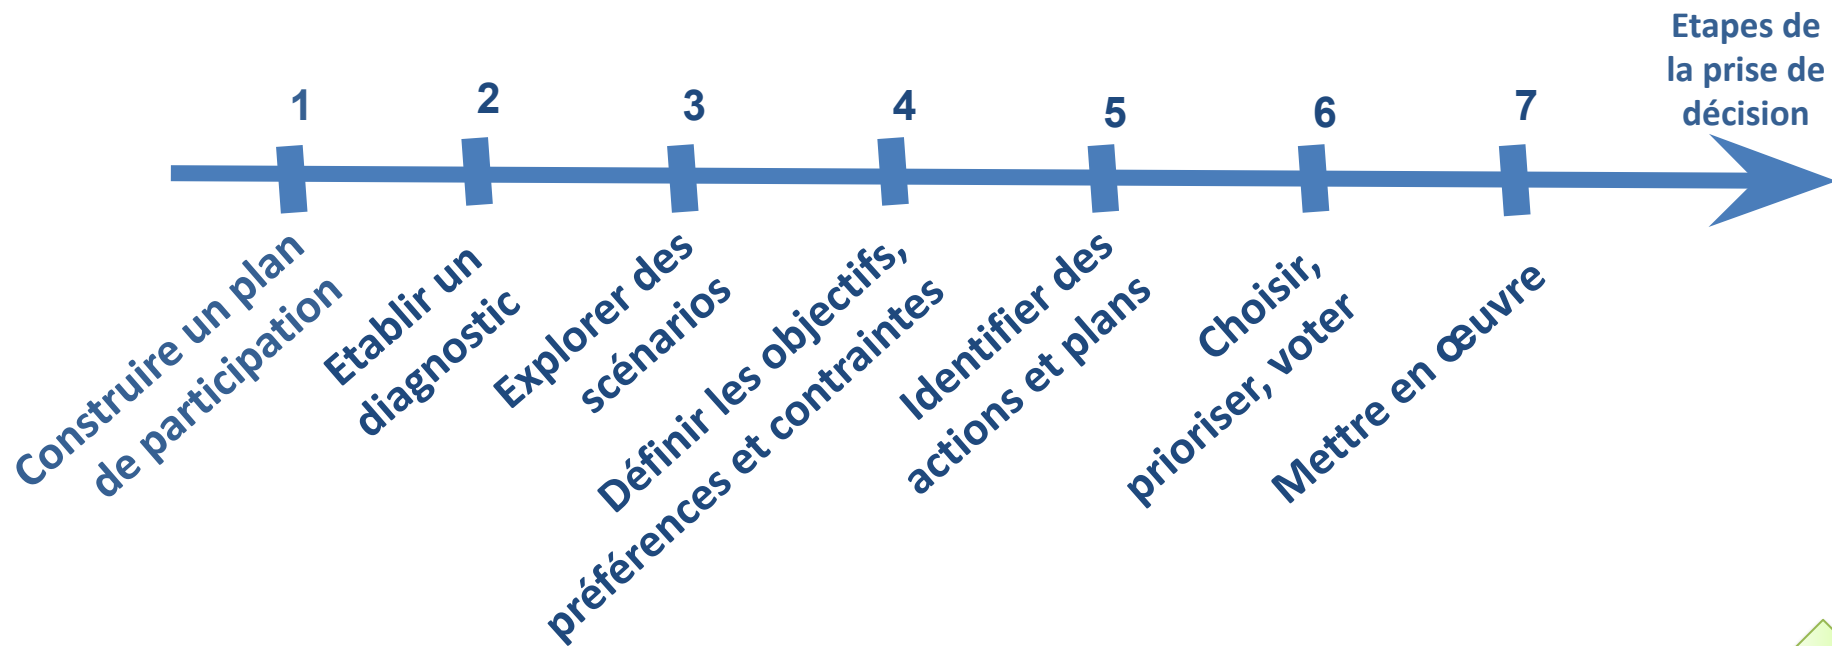 Etapes de
la prise de
décision
1
2
3
4
5
6
7
Construire un plan
de participation
Etablir un
diagnostic
Explorer des
scénarios
Définir les objectifs,
préférences et contraintes
Identifier des
actions et plans
Choisir,
prioriser, voter
Mettre en œuvre